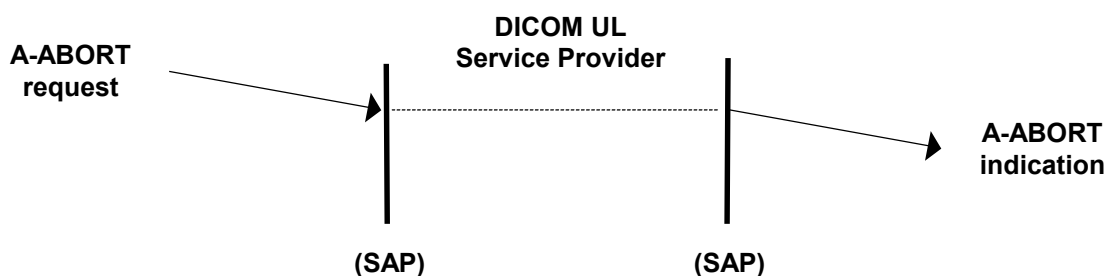 A-ABORT
request
DICOM UL
Service Provider
A-ABORT
indication
(SAP)
(SAP)